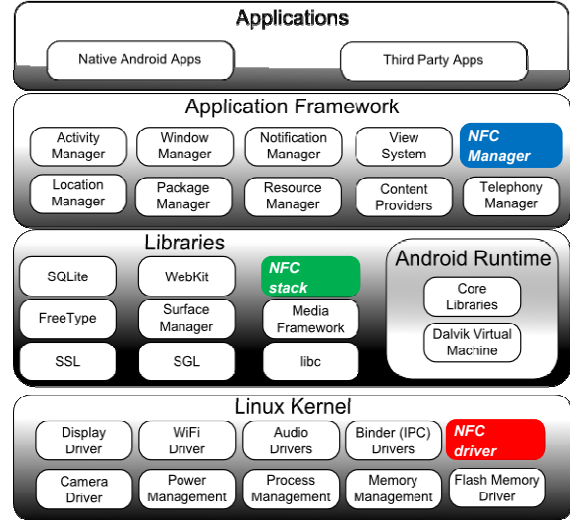 Applications
Native Android Apps
Third Party Apps
Application Framework
Activity
Manager
Window
Manager
Notification
Manager
View
System
NFC
Manager
Location
Manager
Package
Manager
Resource
Manager
Content
Providers
Telephony
Manager
Libraries
SQLite
WebKit
NFC
stack
FreeType
Surface
Manager
Media
Framework
SSL
SGL
libc
Android Runtime
Core
Libraries
Dalvik Virtual
Machine
Linux Kernel
Display
Driver
WiFi
Driver
Audio
Drivers
Binder (IPC)
Drivers
NFC
driver
Camera
Driver
Power
Management
Process
Management
Memory
Management
Flash Memory
Driver